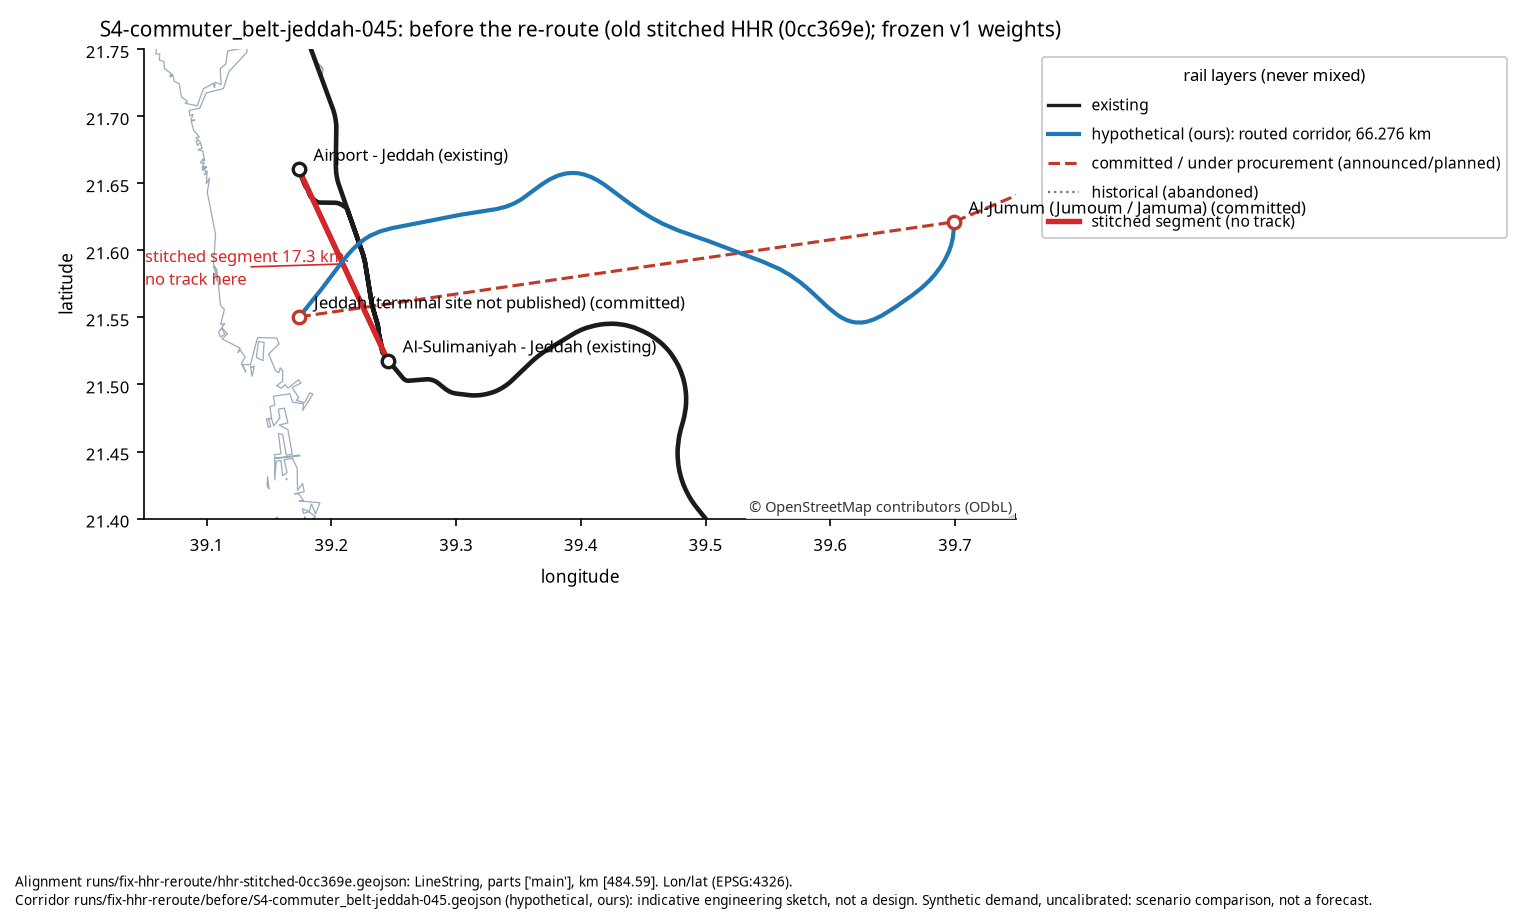 S4-commuter_belt-jeddah-045: before the re-route (old stitched HHR (0cc369e); frozen v1 weights)
rail layers (never mixed)
existing
hypothetical (ours): routed corridor, 66.276 km
committed / under procurement (announced/planned)
historical (abandoned)
stitched segment (no track)
Airport - Jeddah (existing)
Al-Jumum (Jumoum / Jamuma) (committed)
stitched segment 17.3 km:
no track here
Jeddah (terminal site not published) (committed)
Al-Sulimaniyah - Jeddah (existing)
© OpenStreetMap contributors (ODbL)
latitude
21.75
21.70
21.65
21.60
21.55
21.50
21.45
21.40
39.1
39.2
39.3
39.4
39.5
39.6
39.7
longitude
Alignment runs/fix-hhr-reroute/hhr-stitched-0cc369e.geojson: LineString, parts ['main'], km [484.59]. Lon/lat (EPSG:4326).
Corridor runs/fix-hhr-reroute/before/S4-commuter_belt-jeddah-045.geojson (hypothetical, ours): indicative engineering sketch, not a design. Synthetic demand, uncalibrated: scenario comparison, not a forecast.